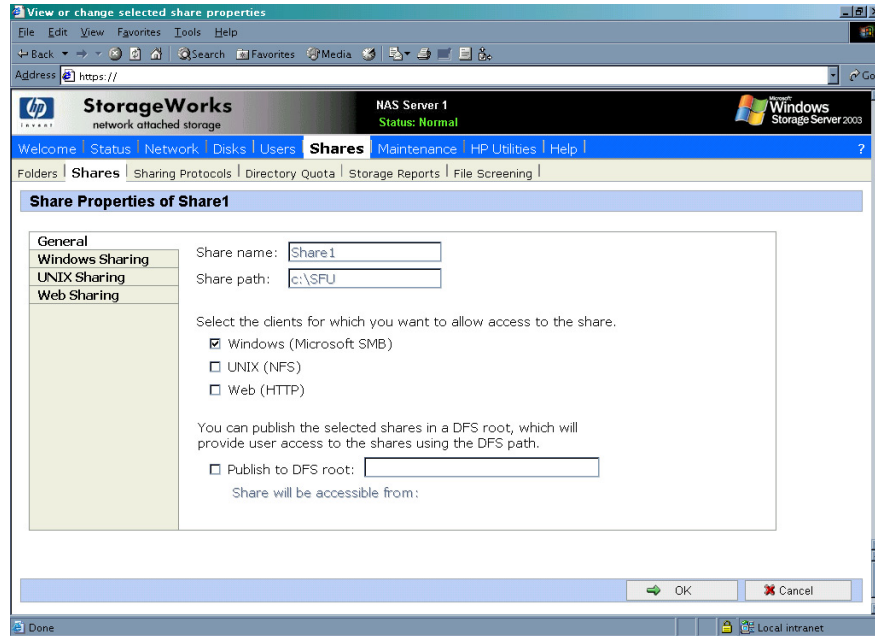 View or change selected share properties
File Edit View Favorites Tools Help
Back Search Favorites Media
Address https:// Go
hp invent StorageWorks network attached storage
NAS Server 1
Status: Normal
Microsoft Windows Storage Server 2003
Welcome Status Network Disks Users Shares Maintenance HP Utilities Help ?
Folders Shares Sharing Protocols Directory Quota Storage Reports File Screening
Share Properties of Share1
General
Windows Sharing
UNIX Sharing
Web Sharing
Share name: Share1
Share path: c:\SFU
Select the clients for which you want to allow access to the share.
Windows (Microsoft SMB)
UNIX (NFS)
Web (HTTP)
You can publish the selected shares in a DFS root, which will
provide user access to the shares using the DFS path.
Publish to DFS root:
Share will be accessible from:
OK Cancel
Done Local intranet